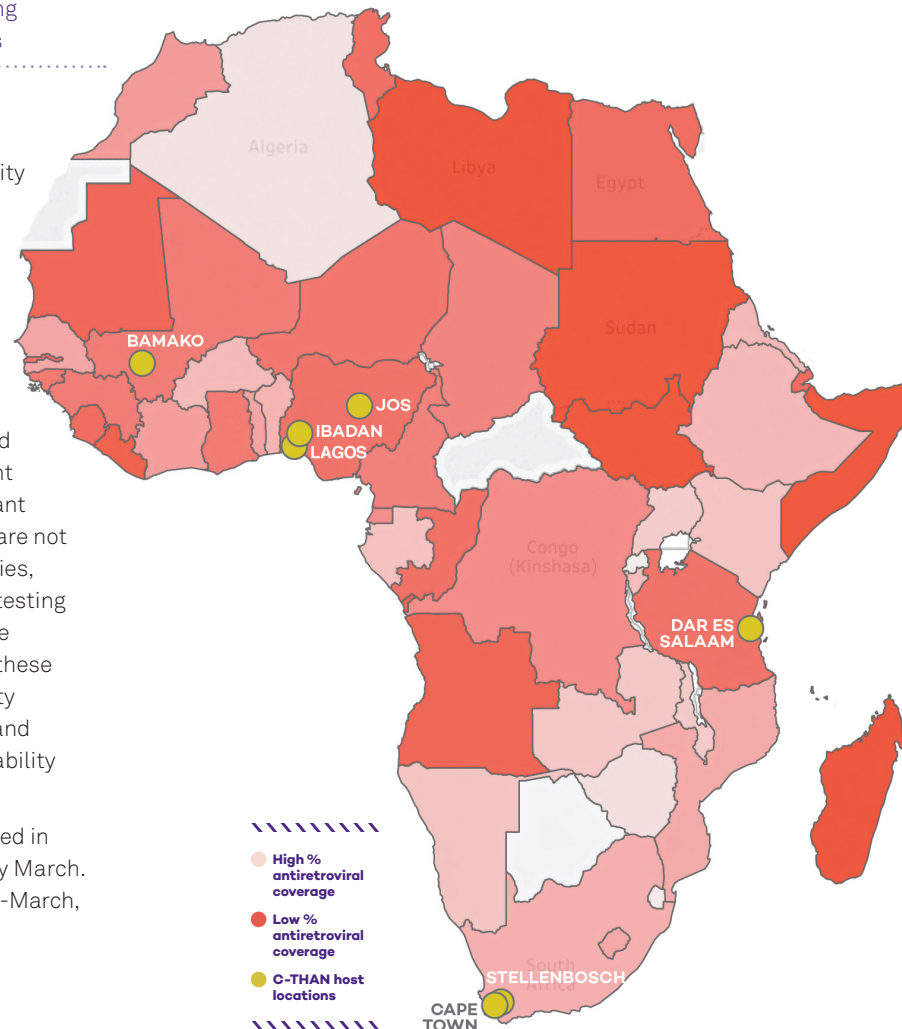 ng
s
ity
d
nt
ant
are not
ies,
testing
e
these
ty
and
ability
ed in
y March.
-March,
Algeria
Libya
Egypt
Sudan
BAMAKO
JOS
IBADAN
LAGOS
Congo
(Kinshasa)
DAR ES
SALAAM
High %
antiretroviral
coverage
Low %
antiretroviral
coverage
C-THAN host
locations
South
Africa
STELLENBOSCH
CAPE
TOWN